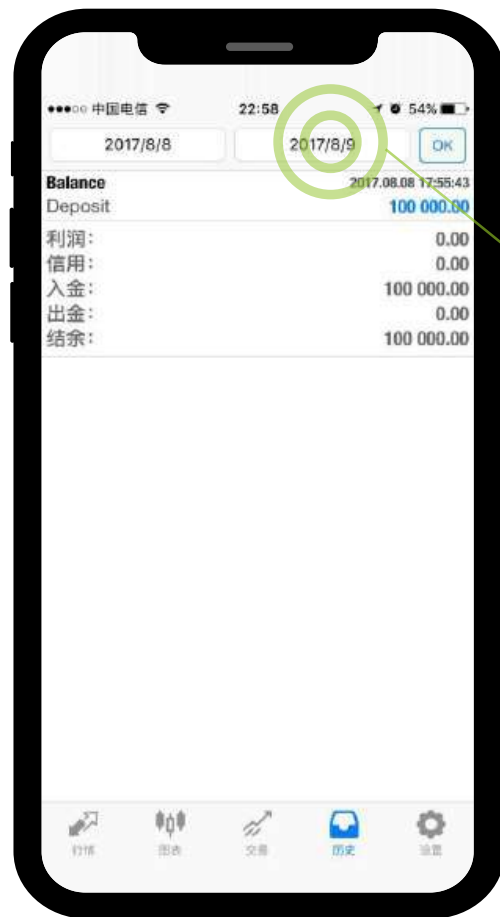 中国电信 22:58 54%
2017/8/8 2017/8/9 OK
Balance 2017.08.08 17:55:43
Deposit 100 000.00
利润: 0.00
信用: 0.00
入金: 100 000.00
出金: 0.00
结余: 100 000.00
行情 图表 交易 历史 设置